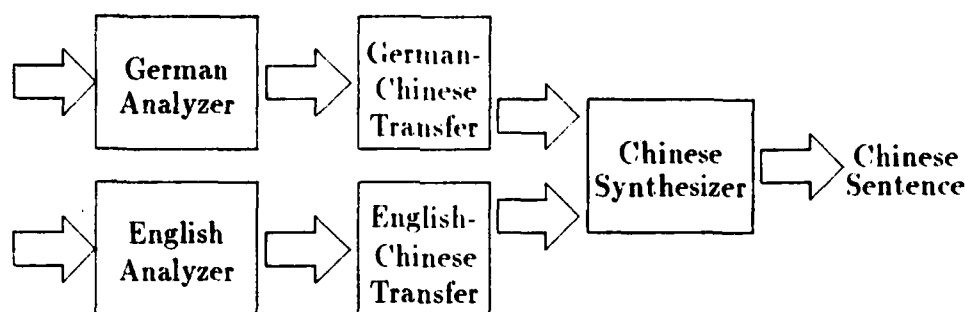 German
Analyzer
German-
Chinese
Transfer
Chinese
Synthesizer
Chinese
Sentence
English
Analyzer
English-
Chinese
Transfer